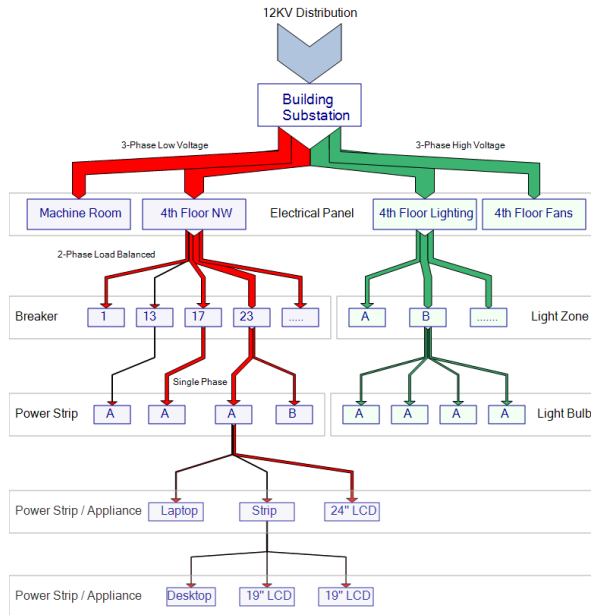 12KV Distribution
Building
Substation
3-Phase Low Voltage
3-Phase High Voltage
Machine Room
4th Floor NW
Electrical Panel
4th Floor Lighting
4th Floor Fans
2-Phase Load Balanced
Breaker
1
13
17
23
.....
A
B
.......
Light Zone
Single Phase
Power Strip
A
A
A
B
A
A
A
A
Light Bulb
Power Strip / Appliance
Laptop
Strip
24" LCD
Power Strip / Appliance
Desktop
19" LCD
19" LCD